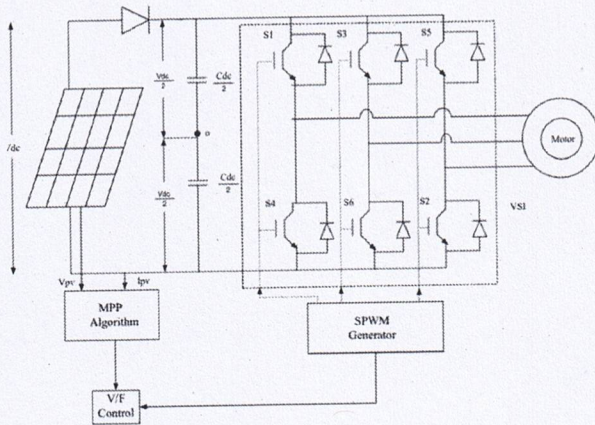 S1
S3
S5
Vdc
2
Cdc
2
o
/dc
Motor
Vdc
2
Cdc
2
S4
S6
S2
VSI
Vpv
Ipv
MPP
Algorithm
SPWM
Generator
V/F
Control